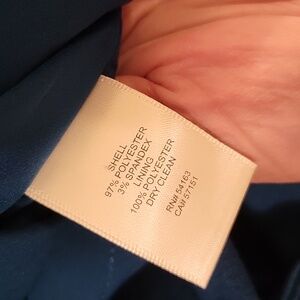 SHELL
97% POLYESTER
3% SPANDEX
LINING
100% POLYESTER
DRY CLEAN
RN# 54163
CA# 57151